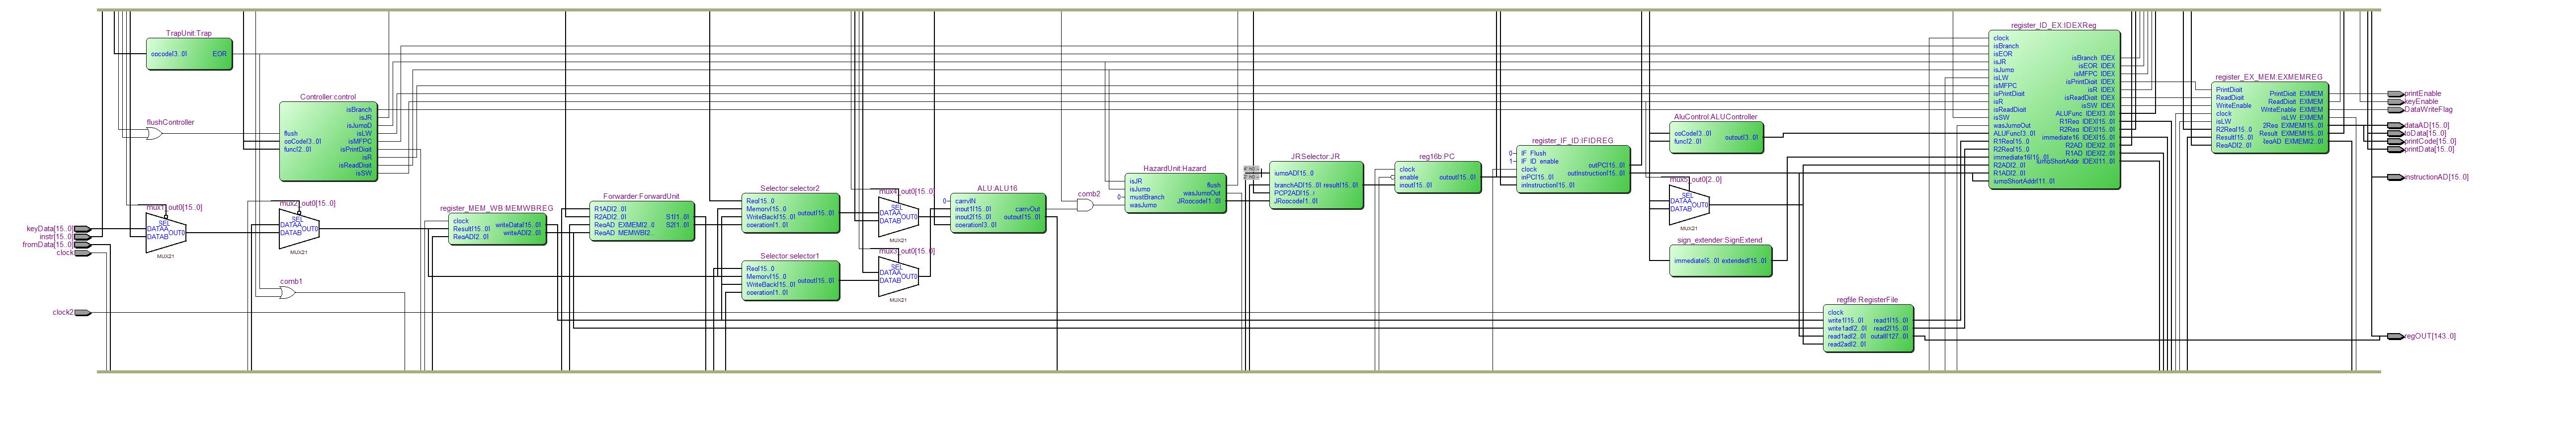 TrapUnit:Trap
opcode[3..0] EOR
flushController
Controller:control
flush
opCode[3..0]
func[2..0]
isBranch
isJR
isJumpD
isLW
isMFPC
isPrintDigit
isR
isReadDigit
isSW
mux1_out0[15..0]
SEL
DATAA
DATAB
OUT0
MUX21
mux2_out0[15..0]
SEL
DATAA
DATAB
OUT0
MUX21
keyData[15..0]
instr[15..0]
fromData[15..0]
clock
comb1
clock2
register_MEM_WB:MEMWBREG
clock
Result[15..0] writeData[15..0]
RegAD[2..0] writeAD[2..0]
Forwarder:ForwardUnit
R1AD[2..0]
R2AD[2..0] S1[1..0]
RegAD_EXMEM[2..0] S2[1..0]
RegAD_MEMWB[2..
Selector:selector2
Reg[15..0]
Memory[15..0] output[15..0]
WriteBack[15..0]
operation[1..0]
Selector:selector1
Reg[15..0]
Memory[15..0] output[15..0]
WriteBack[15..0]
operation[1..0]
mux4_out0[15..0]
SEL
DATAA
DATAB
OUT0
MUX21
mux3_out0[15..0]
SEL
DATAA
DATAB
OUT0
MUX21
ALU:ALU16
0 carryIN
input1[15..0] carryOut
input2[15..0] output[15..0]
operation[3..0]
comb2
HazardUnit:Hazard
isJR flush
isJump wasJumpOut
0 mustBranch JRopcode[1..0]
wasJump
JRSelector:JR
jumpAD[15..0
branchAD[15..0] result[15..0]
PCP2AD[15..0
JRopcode[1..0]
reg16b:PC
clock
enable output[15..0]
input[15..0]
register_IF_ID:IFIDREG
0 IF_Flush
1 IF_ID_enable
clock outPC[15..0]
inPC[15..0] outInstruction[15..0]
inInstruction[15..0]
AluControl:ALUController
opCode[3..0] output[3..0]
func[2..0]
mux5_out0[2..0]
SEL
DATAA
DATAB
OUT0
MUX21
sign_extender:SignExtend
immediate[5..0] extended[15..0]
regfile:RegisterFile
clock
write1[15..0] read1[15..0]
write1ad[2..0] read2[15..0]
read1ad[2..0] outall[127..0]
read2ad[2..0]
register_ID_EX:IDEXReg
clock
isBranch
isEOR
isJR
isJump
isLW
isMFPC
isPrintDigit
isR
isReadDigit
isSW
wasJumpOut
ALUFunc[3..0]
R1Reg[15..0]
R2Reg[15..0
immediate16[15..0
R2AD[2..0]
R1AD[2..0]
jumpShortAddr[11..0]
isBranch_IDEX
isEOR_IDEX
isMFPC_IDEX
isPrintDigit_IDEX
isR_IDEX
isReadDigit_IDEX
isSW_IDEX
ALUFunc_IDEX[3..0]
R1Reg_IDEX[15..0]
R2Reg_IDEX[15..0]
immediate16_IDEX[15..0]
R2AD_IDEX[2..0]
R1AD_IDEX[2..0]
jumpShortAddr_IDEX[11..0]
register_EX_MEM:EXMEMREG
PrintDigit
ReadDigit
WriteEnable
clock
isLW
R2Reg[15..0
Result[15..0]
RegAD[2..0]
PrintDigit_EXMEM
ReadDigit_EXMEM
WriteEnable_EXMEM
isLW_EXMEM
2Reg_EXMEM[15..0]
Result_EXMEM[15..0]
legAD_EXMEM[2..0]
printEnable
keyEnable
DataWriteFlag
dataAD[15..0]
toData[15..0]
printCode[15..0]
printData[15..0]
instructionAD[15..0]
regOUT[143..0]